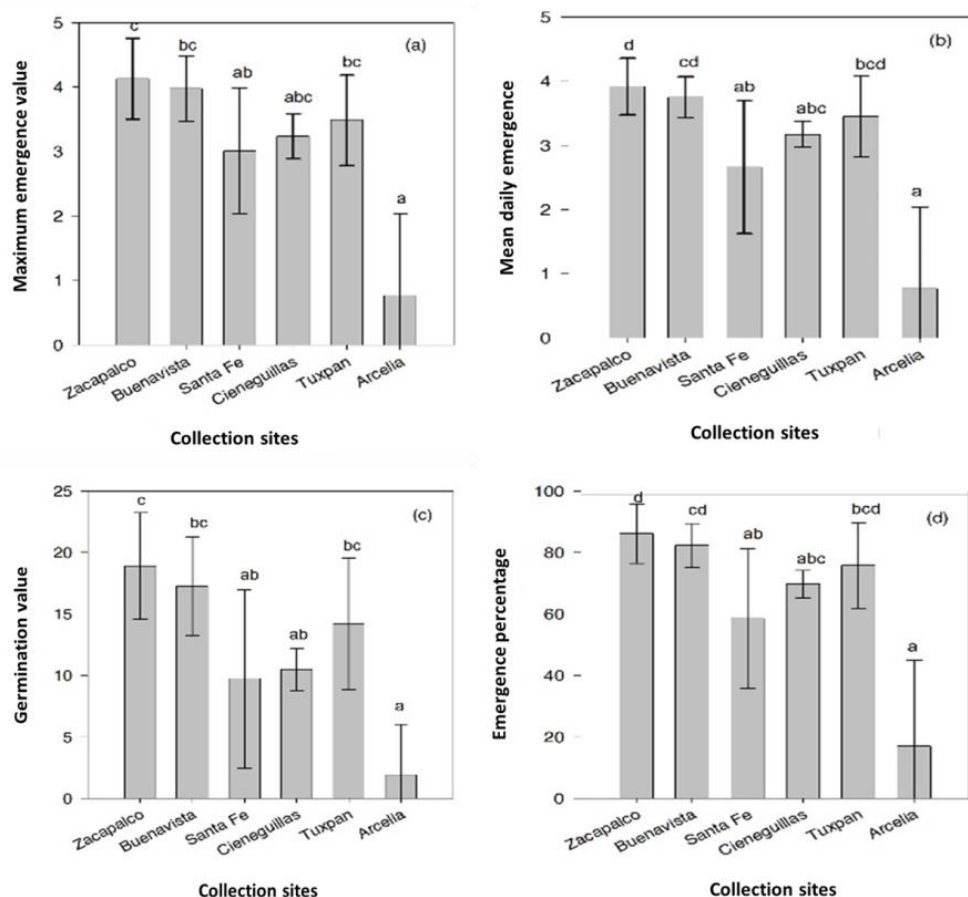 (a)
Maximum emergence value
5
4
3
2
1
0
c
bc
ab
abc
bc
a
Zacapalco
Buenavista
Santa Fe
Cieneguillas
Tuxpan
Arcelia
Collection sites
(b)
Mean daily emergence
5
4
3
2
1
0
d
cd
ab
abc
bcd
a
Zacapalco
Buenavista
Santa Fe
Cieneguillas
Tuxpan
Arcelia
Collection sites
(c)
Germination value
25
20
15
10
5
0
c
bc
ab
ab
bc
a
Zacapalco
Buenavista
Santa Fe
Cieneguillas
Tuxpan
Arcelia
Collection sites
(d)
Emergence percentage
100
80
60
40
20
0
d
cd
ab
abc
bcd
a
Zacapalco
Buenavista
Santa Fe
Cieneguillas
Tuxpan
Arcelia
Collection sites